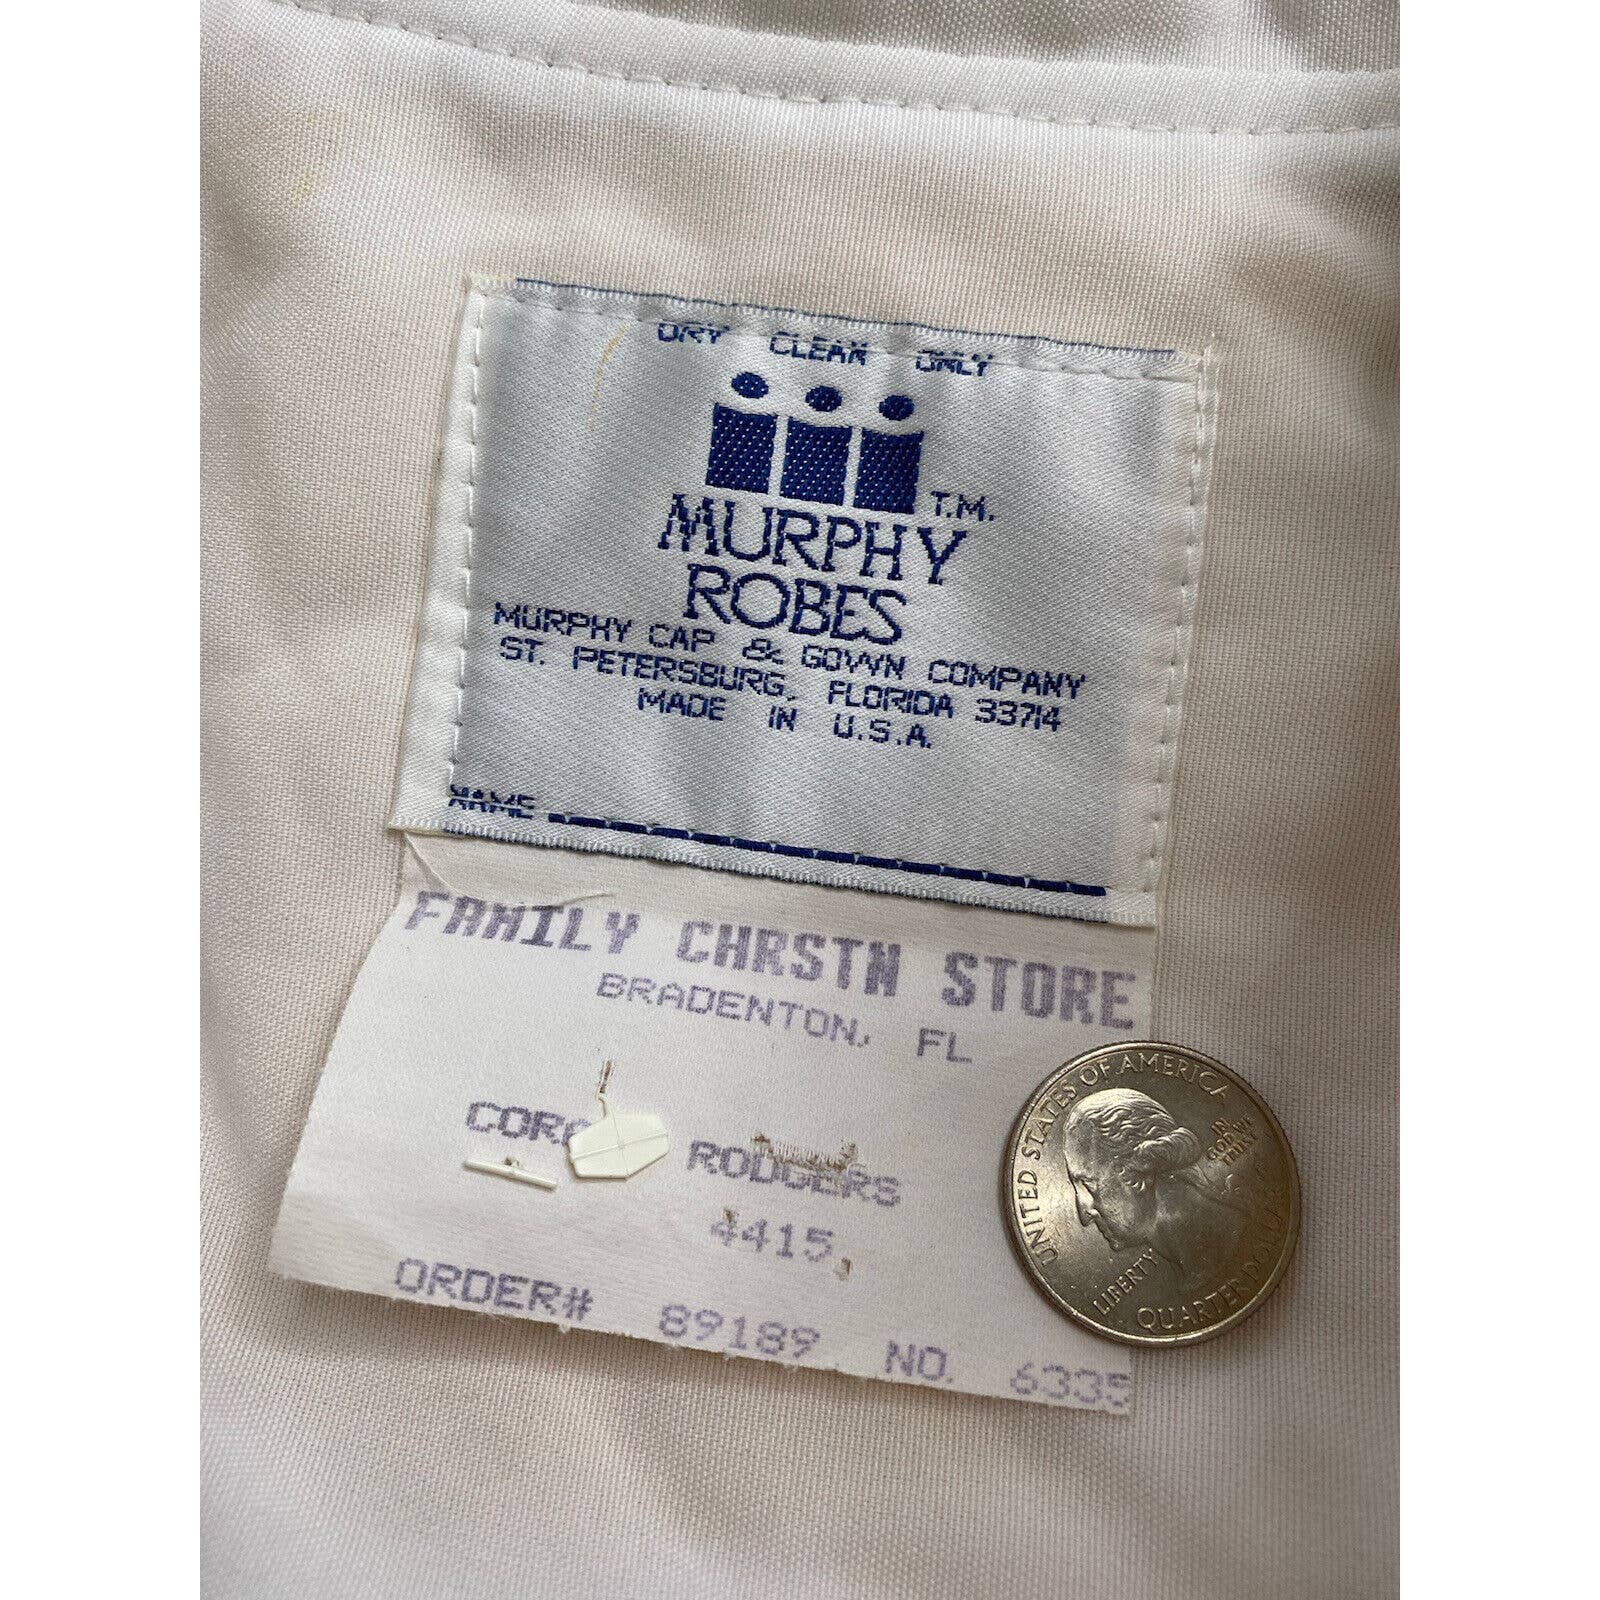 DRY CLEAN ONLY
T.M.
MURPHY
ROBES
MURPHY CAP & GOWN COMPANY
ST. PETERSBURG, FLORIDA 33714
MADE IN U.S.A.
NAME
FAMILY CHRSTN STORE
BRADENTON, FL
RODGERS
4415
ORDER# 89189 NO. 6335
UNITED STATES OF AMERICA
LIBERTY
IN
GOD WE
TRUST
QUARTER DOLLAR